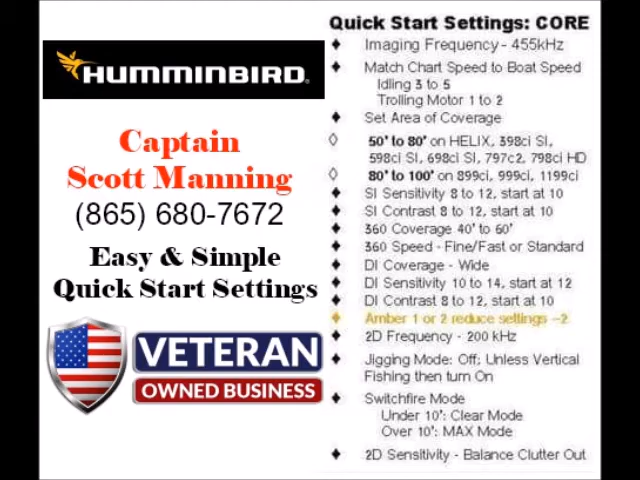 HUMMINBIRD.
Captain
Scott Manning
(865) 680-7672
Easy & Simple
Quick Start Settings
VETERAN
OWNED BUSINESS
Quick Start Settings: CORE
♦ Imaging Frequency - 455kHz
♦ Match Chart Speed to Boat Speed
Idling 3 to 5
Trolling Motor 1 to 2
♦ Set Area of Coverage
◊ 50' to 80' on HELIX, 398ci SI,
598ci SI, 698ci SI, 797c2, 798ci HD
◊ 80' to 100' on 899ci, 999ci, 1199ci
♦ SI Sensitivity 8 to 12, start at 10
♦ SI Contrast 8 to 12, start at 10
♦ 360 Coverage 40' to 60'
♦ 360 Speed - Fine/Fast or Standard
♦ DI Coverage - Wide
♦ DI Sensitivity 10 to 14, start at 12
♦ DI Contrast 8 to 12, start at 10
♦ Amber 1 or 2 reduce settings -2
♦ 2D Frequency - 200 kHz
♦ Jigging Mode: Off; Unless Vertical
Fishing then turn On
♦ Switchfire Mode
Under 10': Clear Mode
Over 10': MAX Mode
♦ 2D Sensitivity - Balance Clutter Out